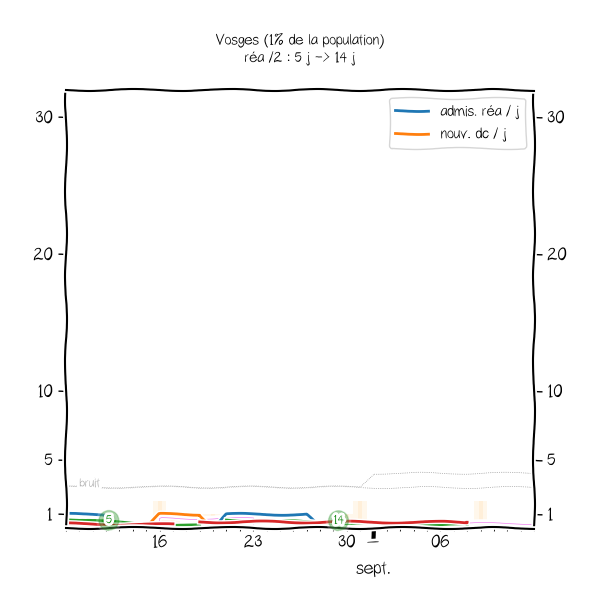 Vosges (1% de la population)
réa /2 : 5 j -> 14 j
admis. réa / j
nouv. dc / j
30 30
20 20
10 10
5 5
bruit
1 1
5 14
16 23 30 06
sept.